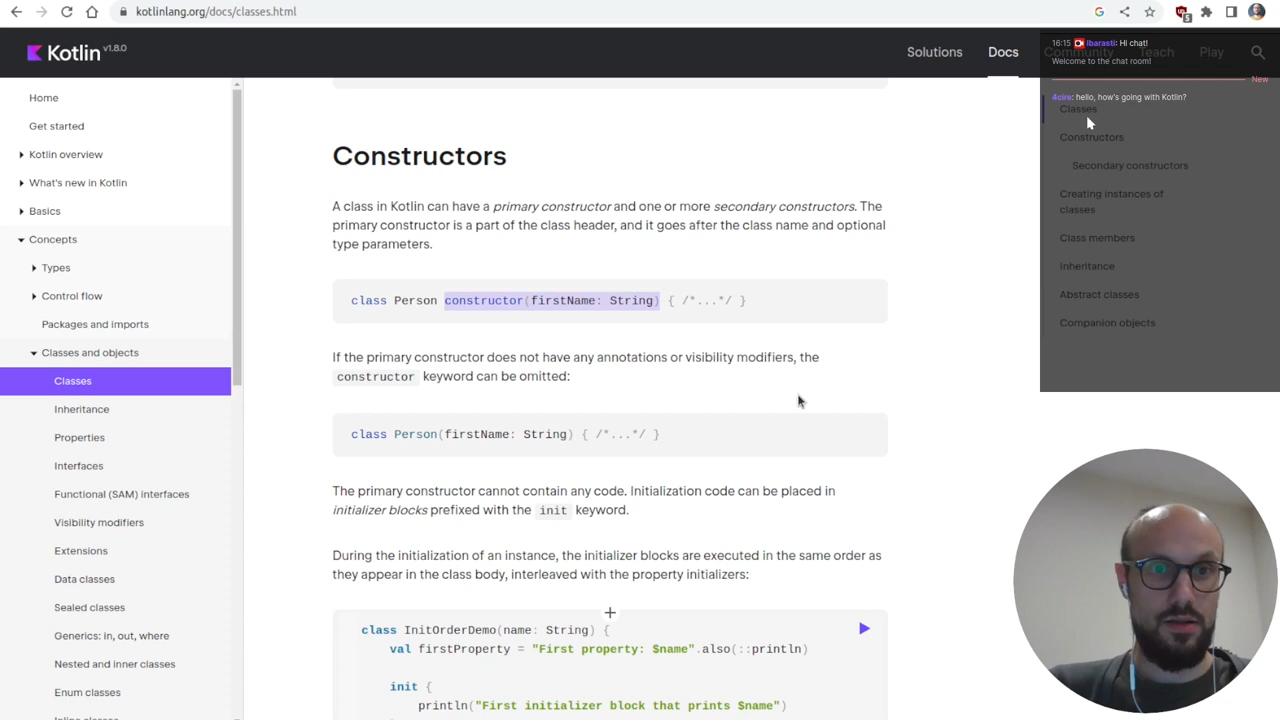 kotlinlang.org/docs/classes.html
Kotlin v1.8.0
Solutions
Docs
Community
Teach
Play
16:15 ibarasti: Hi chat!
Welcome to the chat room!
New
4cire: hello, how's going with Kotlin?
Home
Get started
Kotlin overview
What's new in Kotlin
Basics
Concepts
Types
Control flow
Packages and imports
Classes and objects
Classes
Inheritance
Properties
Interfaces
Functional (SAM) interfaces
Visibility modifiers
Extensions
Data classes
Sealed classes
Generics: in, out, where
Nested and inner classes
Enum classes
Constructors
A class in Kotlin can have a primary constructor and one or more secondary constructors. The
primary constructor is a part of the class header, and it goes after the class name and optional
type parameters.
class Person constructor(firstName: String) { /*...*/ }
If the primary constructor does not have any annotations or visibility modifiers, the
constructor keyword can be omitted:
class Person(firstName: String) { /*...*/ }
The primary constructor cannot contain any code. Initialization code can be placed in
initializer blocks prefixed with the init keyword.
During the initialization of an instance, the initializer blocks are executed in the same order as
they appear in the class body, interleaved with the property initializers:
class InitOrderDemo(name: String) {
val firstProperty = "First property: $name".also(::println)
init {
println("First initializer block that prints $name")
Classes
Constructors
Secondary constructors
Creating instances of
classes
Class members
Inheritance
Abstract classes
Companion objects